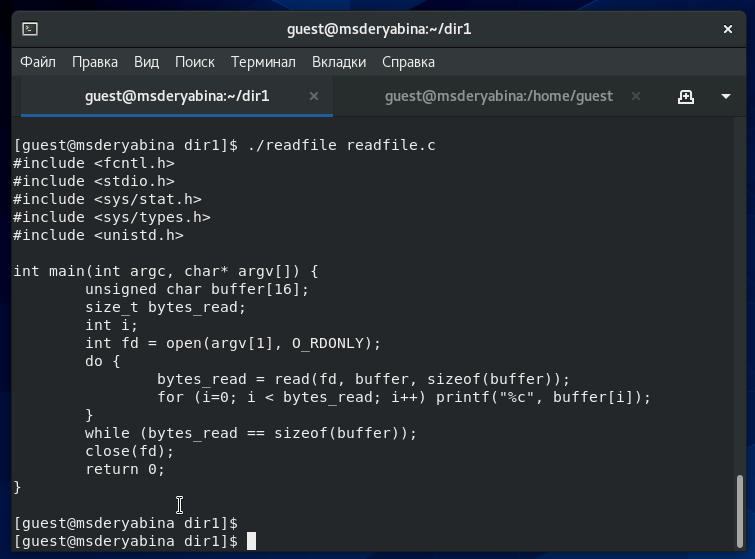 guest@msderyabina:~/dir1
Файл Правка Вид Поиск Терминал Вкладки Справка
guest@msderyabina:~/dir1 guest@msderyabina:/home/guest
[guest@msderyabina dir1]$ ./readfile readfile.c
#include <fcntl.h>
#include <stdio.h>
#include <sys/stat.h>
#include <sys/types.h>
#include <unistd.h>
int main(int argc, char* argv[]) {
        unsigned char buffer[16];
        size_t bytes_read;
        int i;
        int fd = open(argv[1], O_RDONLY);
        do {
                bytes_read = read(fd, buffer, sizeof(buffer));
                for (i=0; i < bytes_read; i++) printf("%c", buffer[i]);
        }
        while (bytes_read == sizeof(buffer));
        close(fd);
        return 0;
}
[guest@msderyabina dir1]$
[guest@msderyabina dir1]$